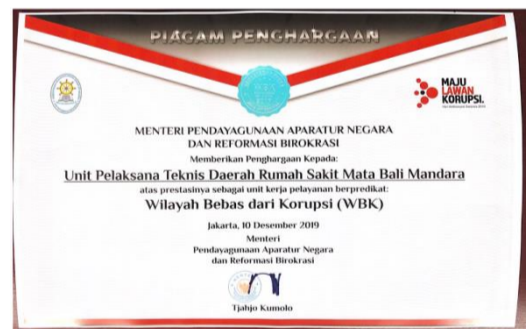 PIAGAM PENGHARGAAN
MAJU
LAWAN
KORUPSI.
MENTERI PENDAYAGUNAAN APARATUR NEGARA
DAN REFORMASI BIROKRASI
Memberikan Penghargaan Kepada:
Unit Pelaksana Teknis Daerah Rumah Sakit Mata Bali Mandara
atas prestasinya sebagai unit kerja pelayanan berpredikat:
Wilayah Bebas dari Korupsi (WBK)
Jakarta, 10 Desember 2019
Menteri
Pendayagunaan Aparatur Negara
dan Reformasi Birokrasi
Tjahjo Kumolo